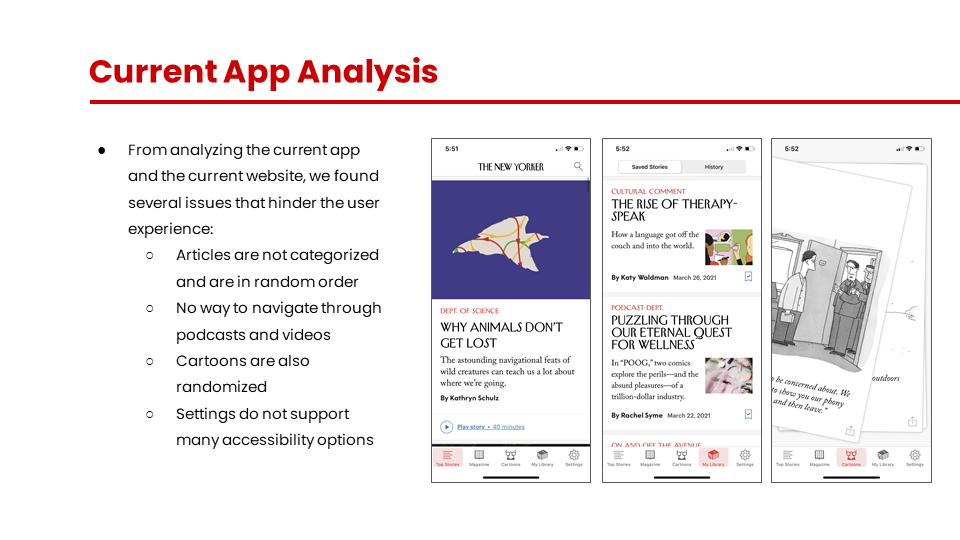 Current App Analysis
● From analyzing the current app
and the current website, we found
several issues that hinder the user
experience:
○ Articles are not categorized
and are in random order
○ No way to navigate through
podcasts and videos
○ Cartoons are also
randomized
○ Settings do not support
many accessibility options
5:51
THE NEW YORKER
DEPT. OF SCIENCE
WHY ANIMALS DON'T
GET LOST
The astounding navigational feats of
wild creatures can teach us a lot about
where we're going.
By Kathryn Schulz
Play story • 40 minutes
Top Stories Magazine Cartoons My Library Settings
5:52
Saved Stories History
CULTURAL COMMENT
THE RISE OF THERAPY-
SPEAK
How a language got off the
couch and into the world.
By Katy Waldman March 26, 2021
PODCAST DEPT.
PUZZLING THROUGH
OUR ETERNAL QUEST
FOR WELLNESS
In "POOG," two comics
explore the perils—and the
absurd pleasures—of a
trillion-dollar industry.
By Rachel Syme March 22, 2021
ON AND OFF THE AVENUE
Top Stories Magazine Cartoons My Library Settings
5:52
be concerned about. We
to show you our phony
and then leave."
outdoors
Top Stories Magazine Cartoons My Library Settings